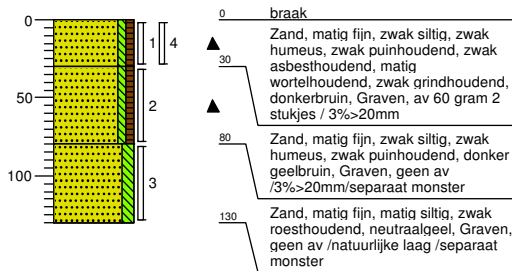 0
50
100
1
4
2
3
0
braak
Zand, matig fijn, zwak siltig, zwak
humeus, zwak puinhoudend, zwak
asbesthoudend, matig
wortelhoudend, zwak grindhoudend,
donkerbruin, Graven, av 60 gram 2
stukjes / 3%>20mm
30
80
Zand, matig fijn, zwak siltig, zwak
humeus, zwak puinhoudend, donker
geelbruin, Graven, geen av
/3%>20mm/separaat monster
130
Zand, matig fijn, matig siltig, zwak
roesthoudend, neutraalgeel, Graven,
geen av /natuurlijke laag /separaat
monster